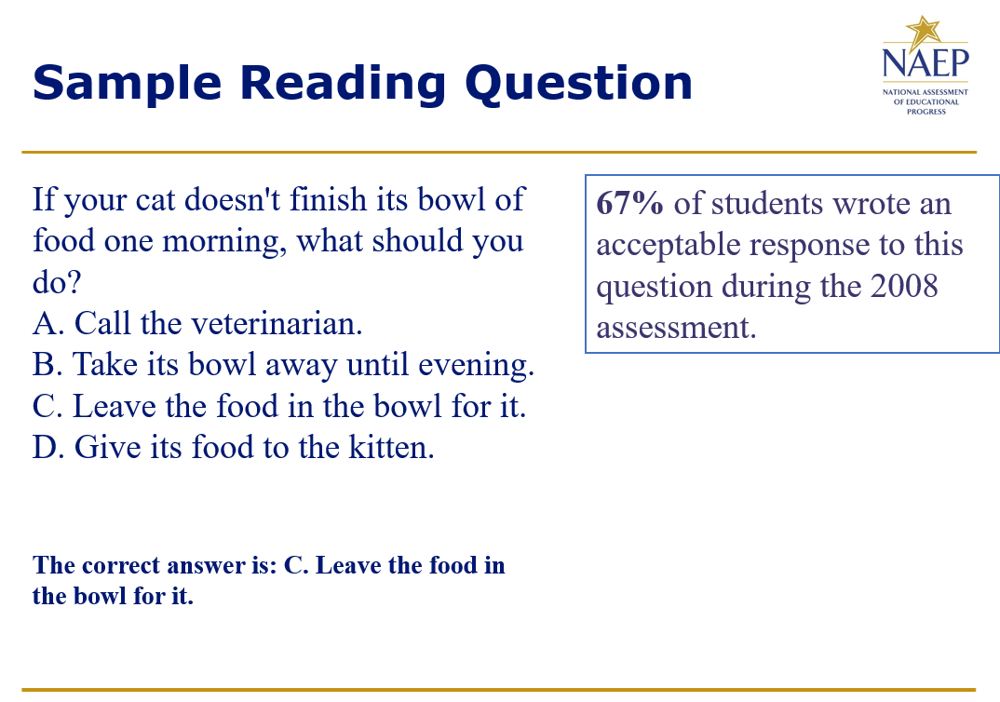 Sample Reading Question
NAEP
NATIONAL ASSESSMENT
OF EDUCATIONAL
PROGRESS
If your cat doesn't finish its bowl of
food one morning, what should you
do?
A. Call the veterinarian.
B. Take its bowl away until evening.
C. Leave the food in the bowl for it.
D. Give its food to the kitten.
67% of students wrote an
acceptable response to this
question during the 2008
assessment.
The correct answer is: C. Leave the food in
the bowl for it.